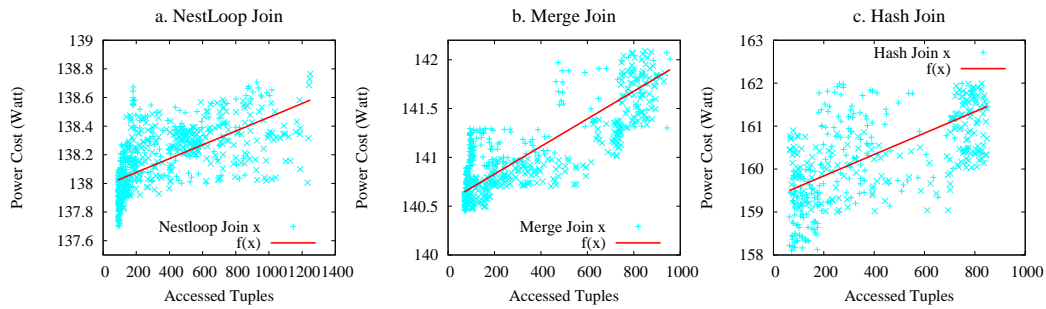 a. NestLoop Join
139
138.8
138.6
138.4
138.2
138
137.8
137.6
Power Cost (Watt)
0 200 400 600 800 1000 1200 1400
Accessed Tuples
Nestloop Join x
f(x)
b. Merge Join
142
141.5
141
140.5
140
Power Cost (Watt)
0 200 400 600 800 1000
Accessed Tuples
Merge Join x
f(x)
c. Hash Join
163
162
161
160
159
158
Power Cost (Watt)
0 200 400 600 800 1000
Accessed Tuples
Hash Join x
f(x)